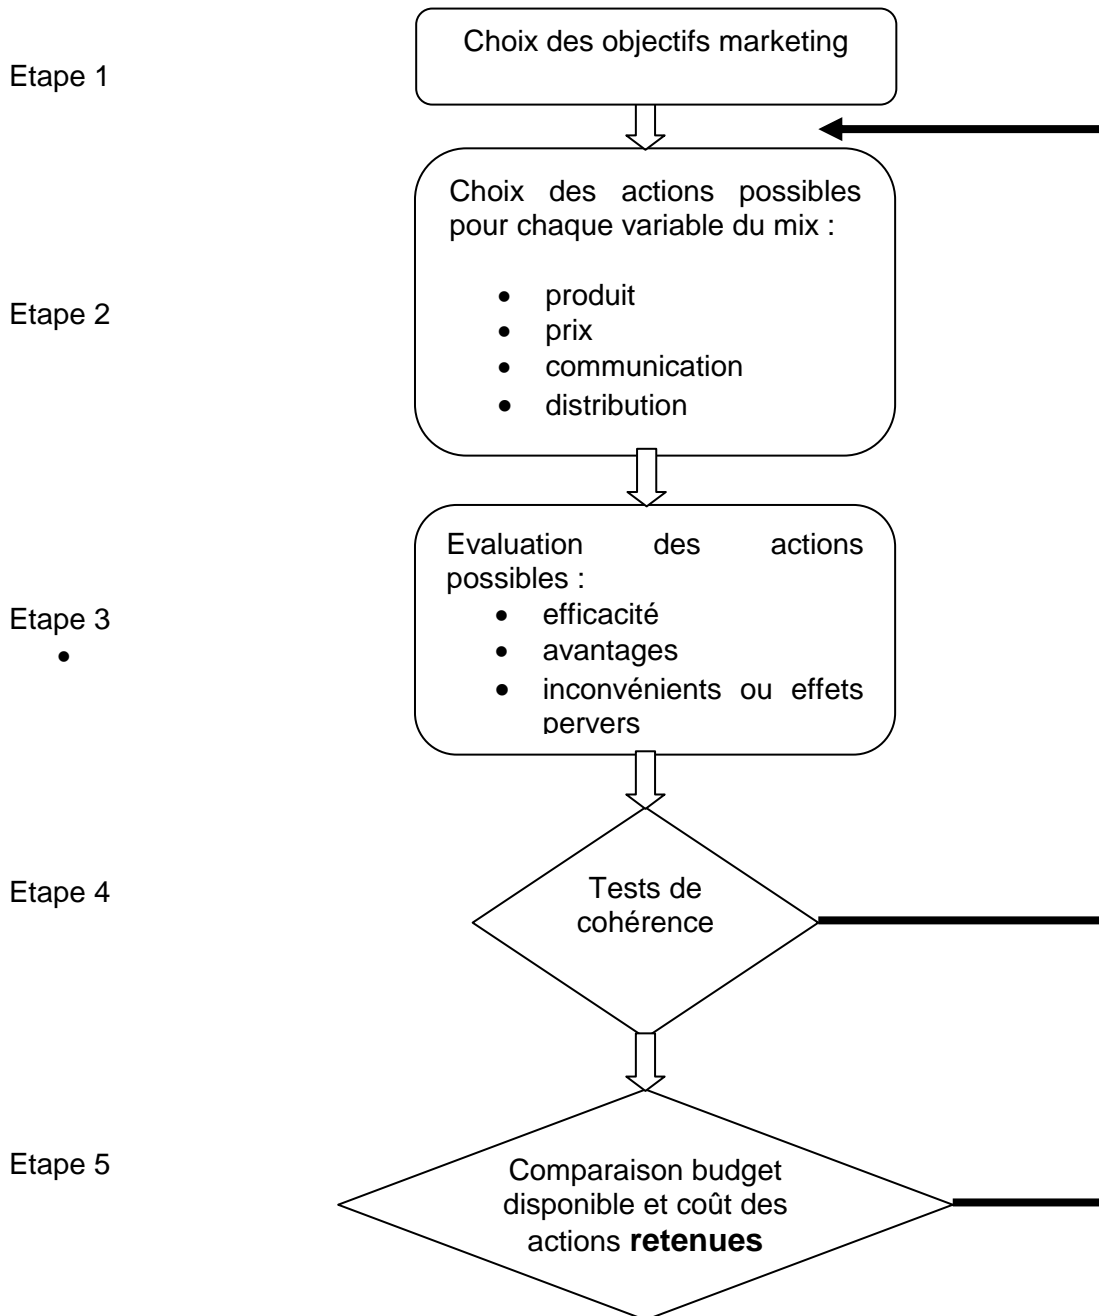 Etape 1
Choix des objectifs marketing
Etape 2
Choix des actions possibles
pour chaque variable du mix :
• produit
• prix
• communication
• distribution
Etape 3
•
Evaluation des actions
possibles :
• efficacité
• avantages
• inconvénients ou effets
pervers
Etape 4
Tests de
cohérence
Etape 5
Comparaison budget
disponible et coût des
actions retenues